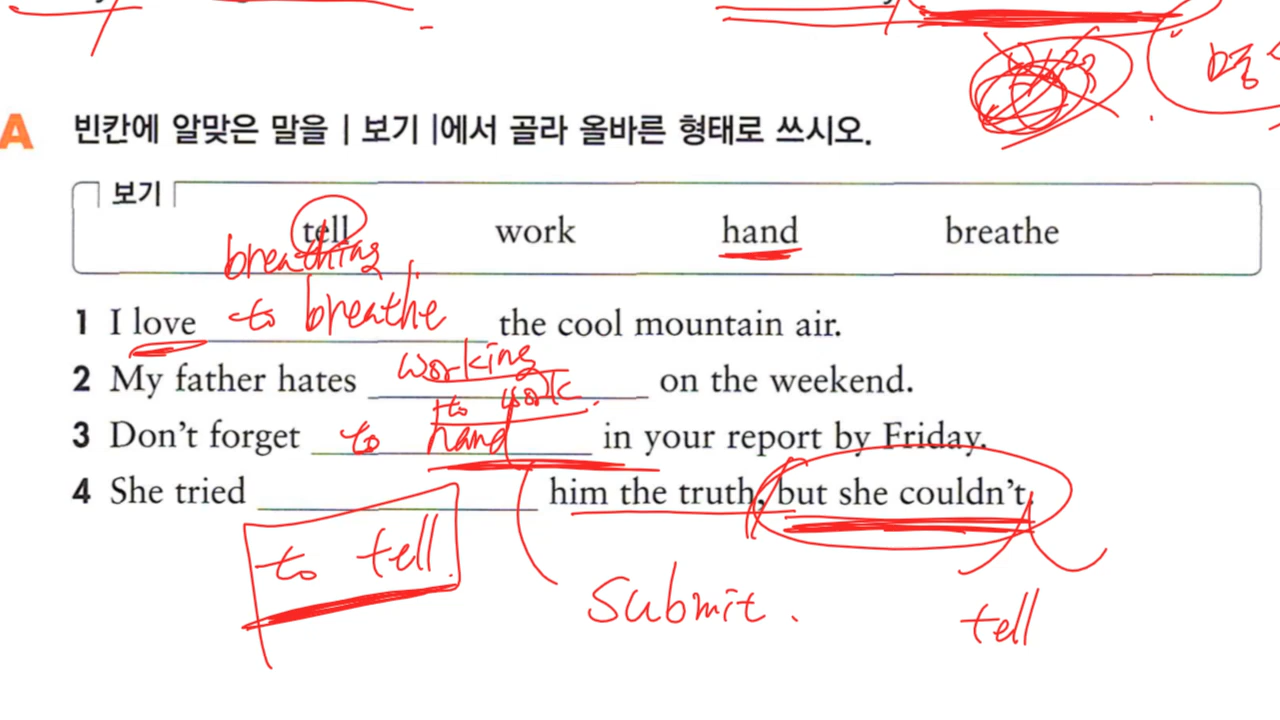 A 빈칸에 알맞은 말을 | 보기 |에서 골라 올바른 형태로 쓰시오.
보기
tell work hand breathe
breathing
1 I love to breathe the cool mountain air.
working
2 My father hates to work. on the weekend.
3 Don't forget to hand in your report by Friday.
4 She tried him the truth, but she couldn't.
to tell.
submit.
tell